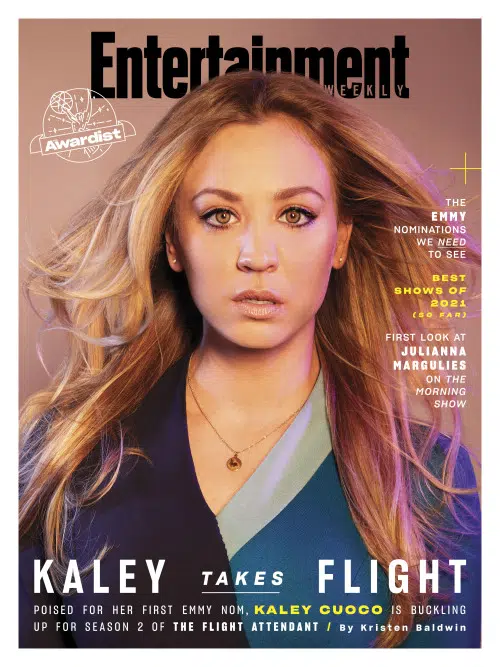 Entertainment
WEEKLY
Awardist
THE
EMMY
NOMINATIONS
WE NEED
TO SEE
BEST
SHOWS OF
2021
(SO FAR)
FIRST LOOK AT
JULIANNA
MARGULIES
ON THE
MORNING
SHOW
KALEY TAKES FLIGHT
POISED FOR HER FIRST EMMY NOM, KALEY CUOCO IS BUCKLING
UP FOR SEASON 2 OF THE FLIGHT ATTENDANT / By Kristen Baldwin